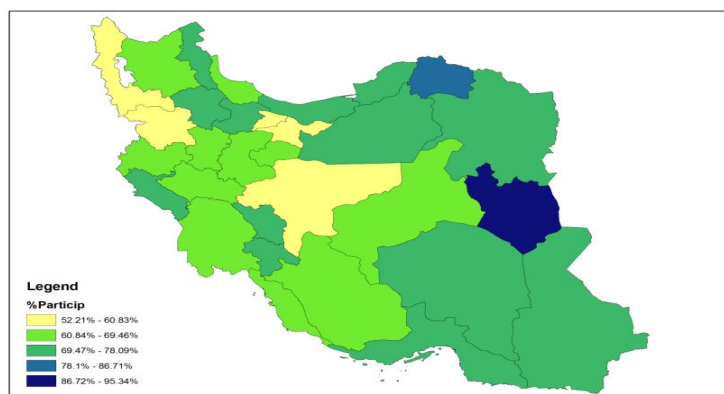 Legend
%Particip
52.21% - 60.83%
60.84% - 69.46%
69.47% - 78.09%
78.1% - 86.71%
86.72% - 95.34%